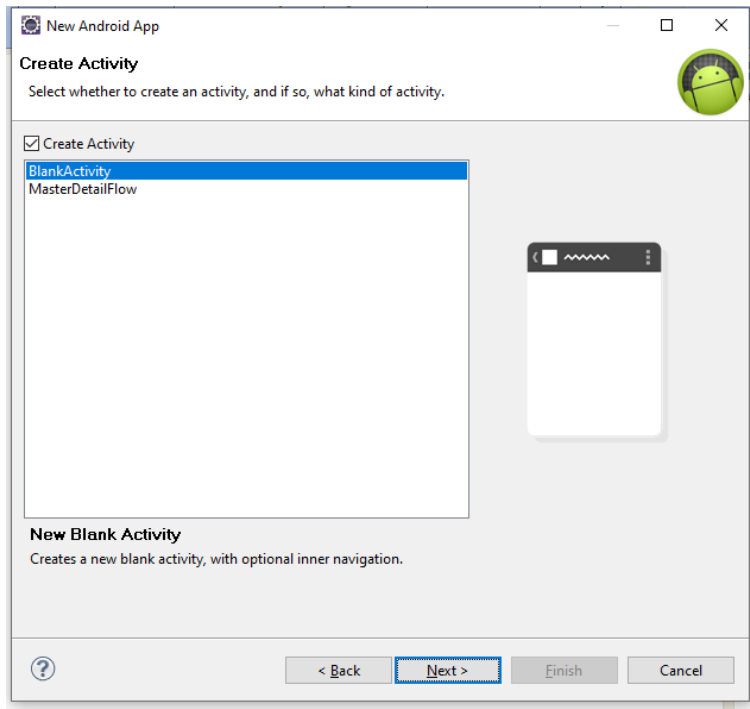 New Android App
Create Activity
Select whether to create an activity, and if so, what kind of activity.
Create Activity
BlankActivity
MasterDetailFlow
New Blank Activity
Creates a new blank activity, with optional inner navigation.
?
< Back
Next >
Finish
Cancel